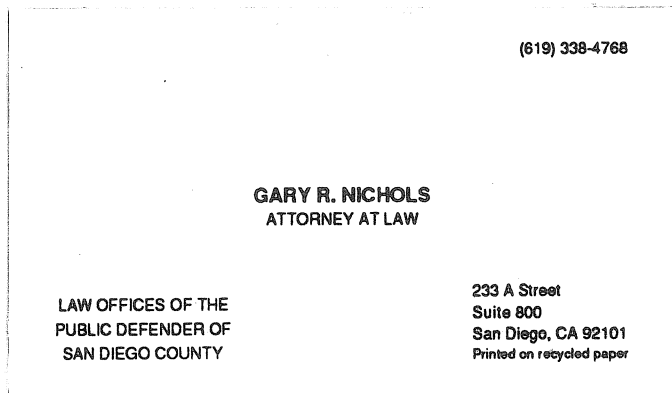 (619) 338-4768
GARY R. NICHOLS
ATTORNEY AT LAW
LAW OFFICES OF THE
PUBLIC DEFENDER OF
SAN DIEGO COUNTY
233 A Street
Suite 800
San Diego, CA 92101
Printed on recycled paper